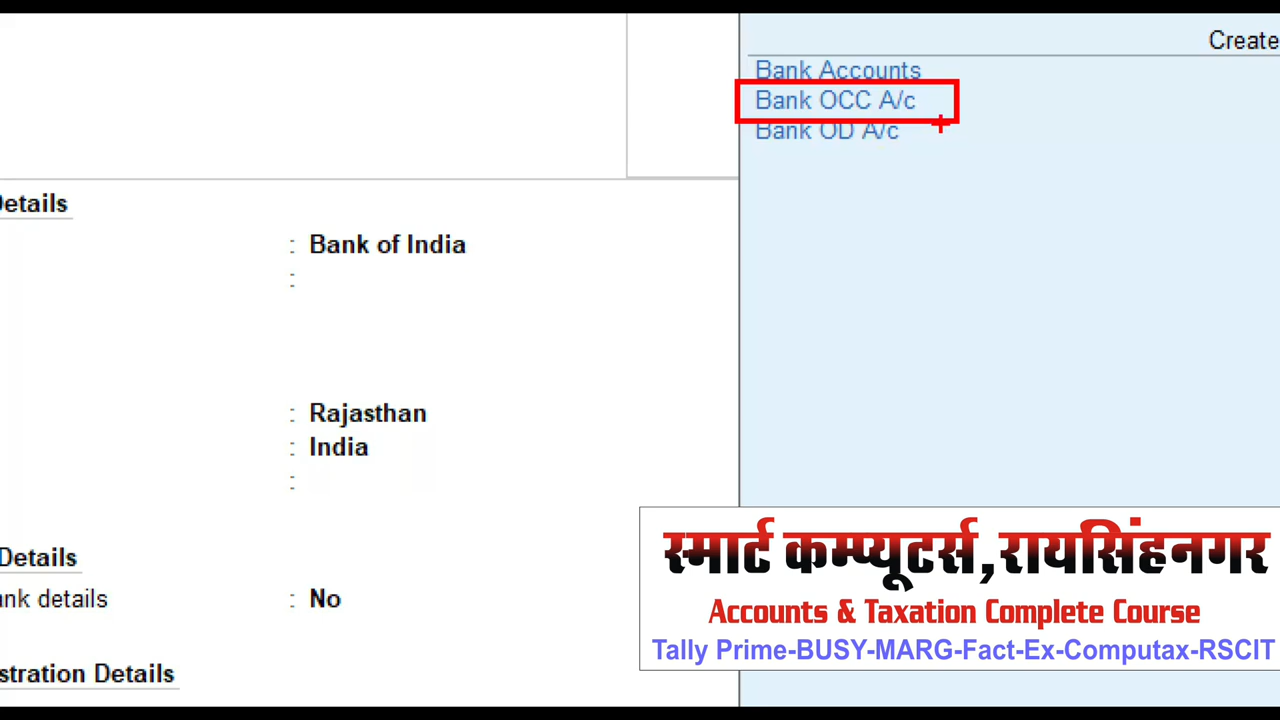 Create
Bank Accounts
Bank OCC A/c
Bank OD A/c
Details
: Bank of India
:
: Rajasthan
: India
:
Details
ank details : No
stration Details
स्मार्ट कम्प्यूटर्स,रायसिंहनगर
Accounts & Taxation Complete Course
Tally Prime-BUSY-MARG-Fact-Ex-Computax-RSCIT